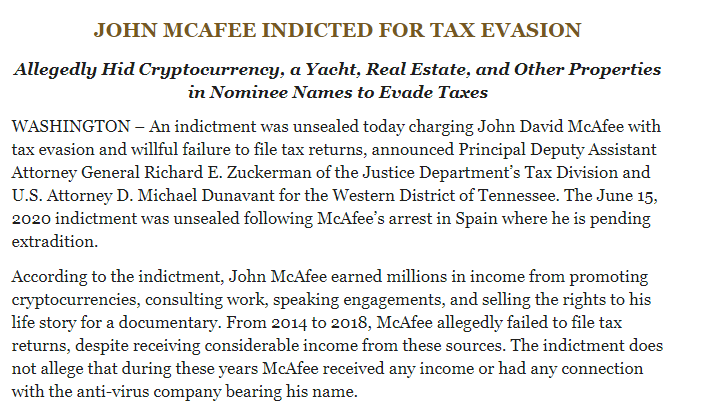 JOHN MCAFEE INDICTED FOR TAX EVASION
Allegedly Hid Cryptocurrency, a Yacht, Real Estate, and Other Properties
in Nominee Names to Evade Taxes
WASHINGTON – An indictment was unsealed today charging John David McAfee with
tax evasion and willful failure to file tax returns, announced Principal Deputy Assistant
Attorney General Richard E. Zuckerman of the Justice Department’s Tax Division and
U.S. Attorney D. Michael Dunavant for the Western District of Tennessee. The June 15,
2020 indictment was unsealed following McAfee’s arrest in Spain where he is pending
extradition.
According to the indictment, John McAfee earned millions in income from promoting
cryptocurrencies, consulting work, speaking engagements, and selling the rights to his
life story for a documentary. From 2014 to 2018, McAfee allegedly failed to file tax
returns, despite receiving considerable income from these sources. The indictment does
not allege that during these years McAfee received any income or had any connection
with the anti-virus company bearing his name.